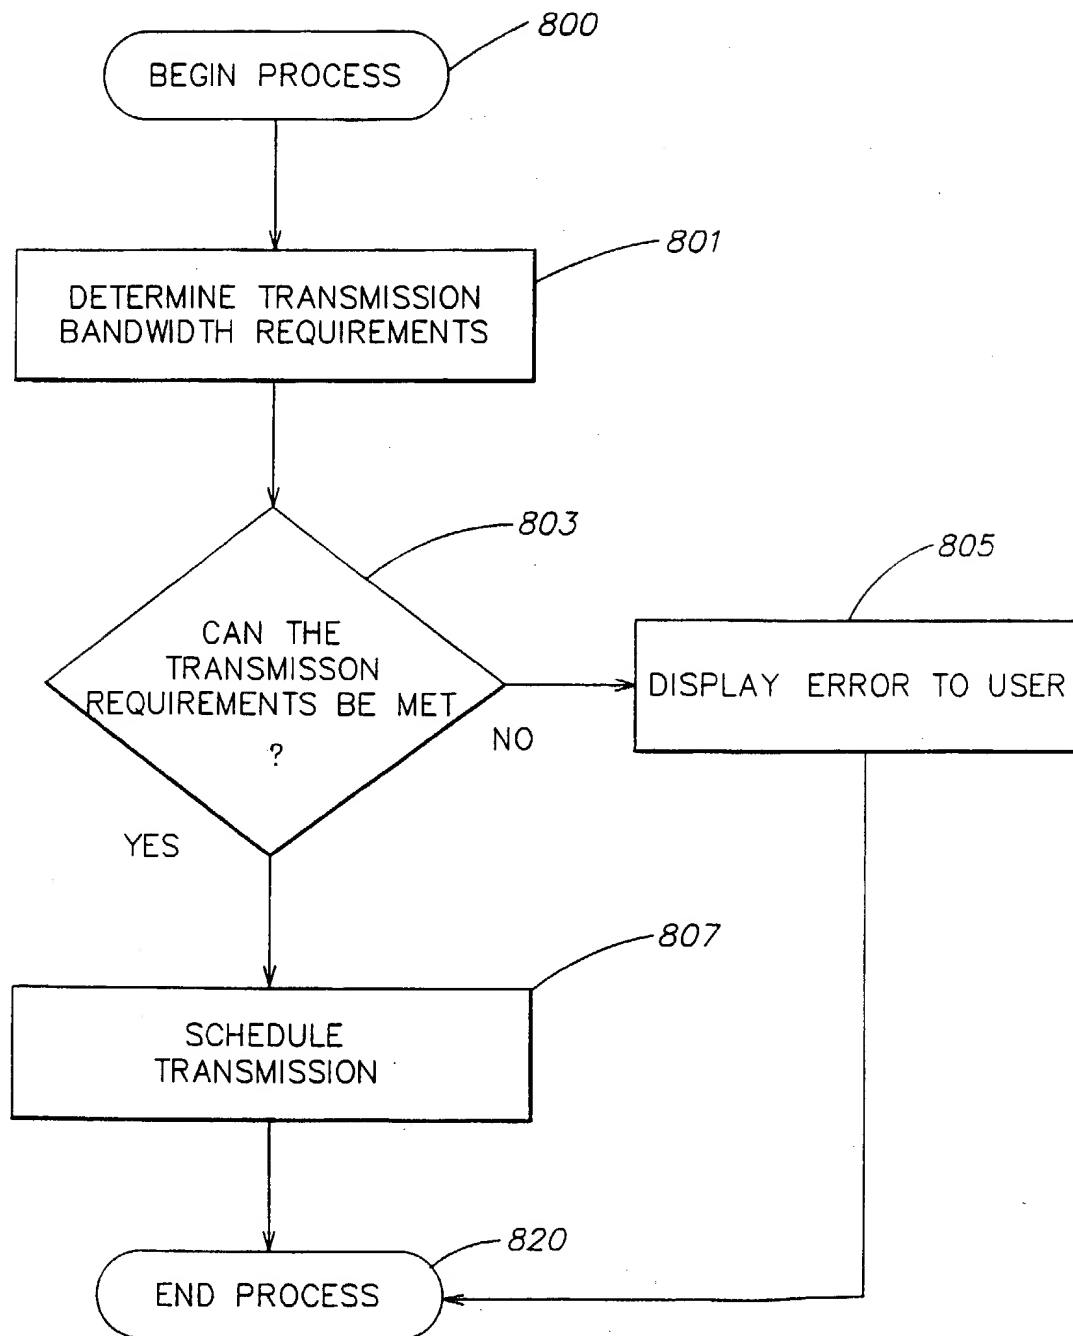 800
BEGIN PROCESS
801
DETERMINE TRANSMISSION
BANDWIDTH REQUIREMENTS
803
CAN THE
TRANSMISSON
REQUIREMENTS BE MET
?
NO
YES
805
DISPLAY ERROR TO USER
807
SCHEDULE
TRANSMISSION
820
END PROCESS